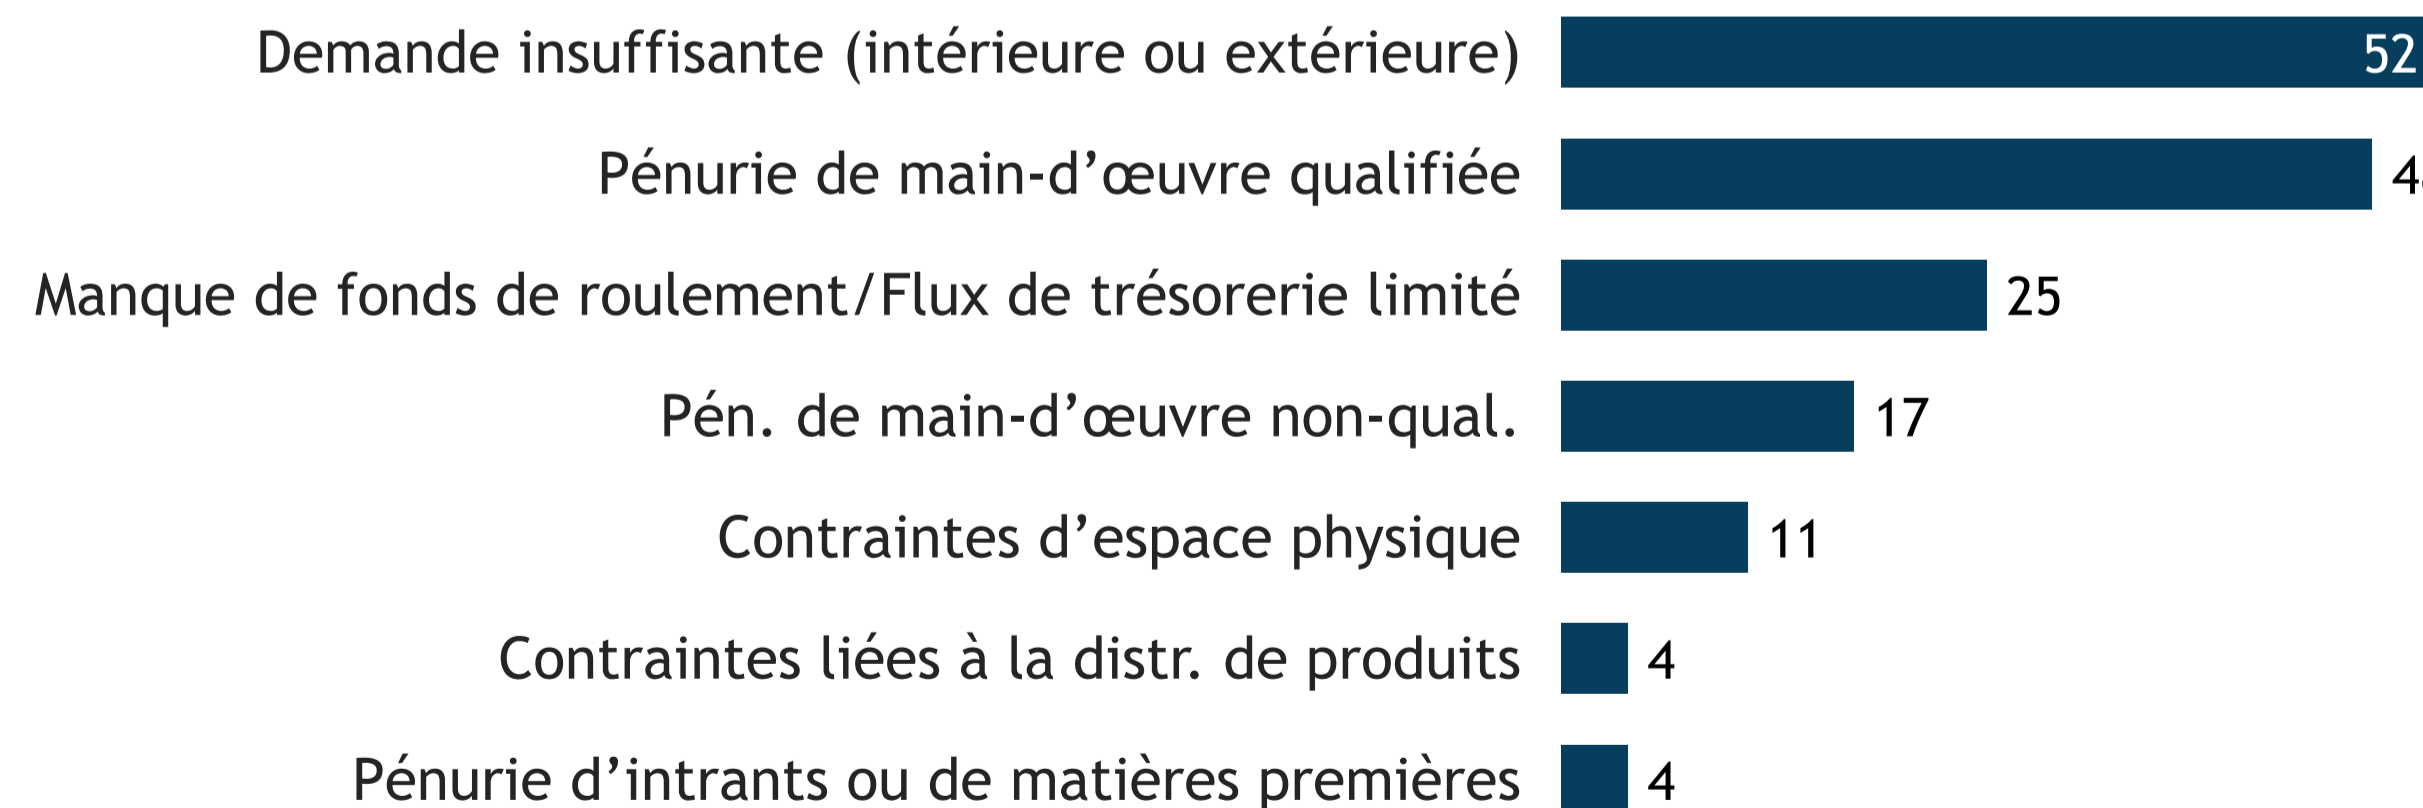 Demande insuffisante (intérieure ou extérieure) 52
Pénurie de main-d’œuvre qualifiée
Manque de fonds de roulement/Flux de trésorerie limité 25
Pén. de main-d’œuvre non-qual. 17
Contraintes d’espace physique 11
Contraintes liées à la distr. de produits 4
Pénurie d’intrants ou de matières premières 4